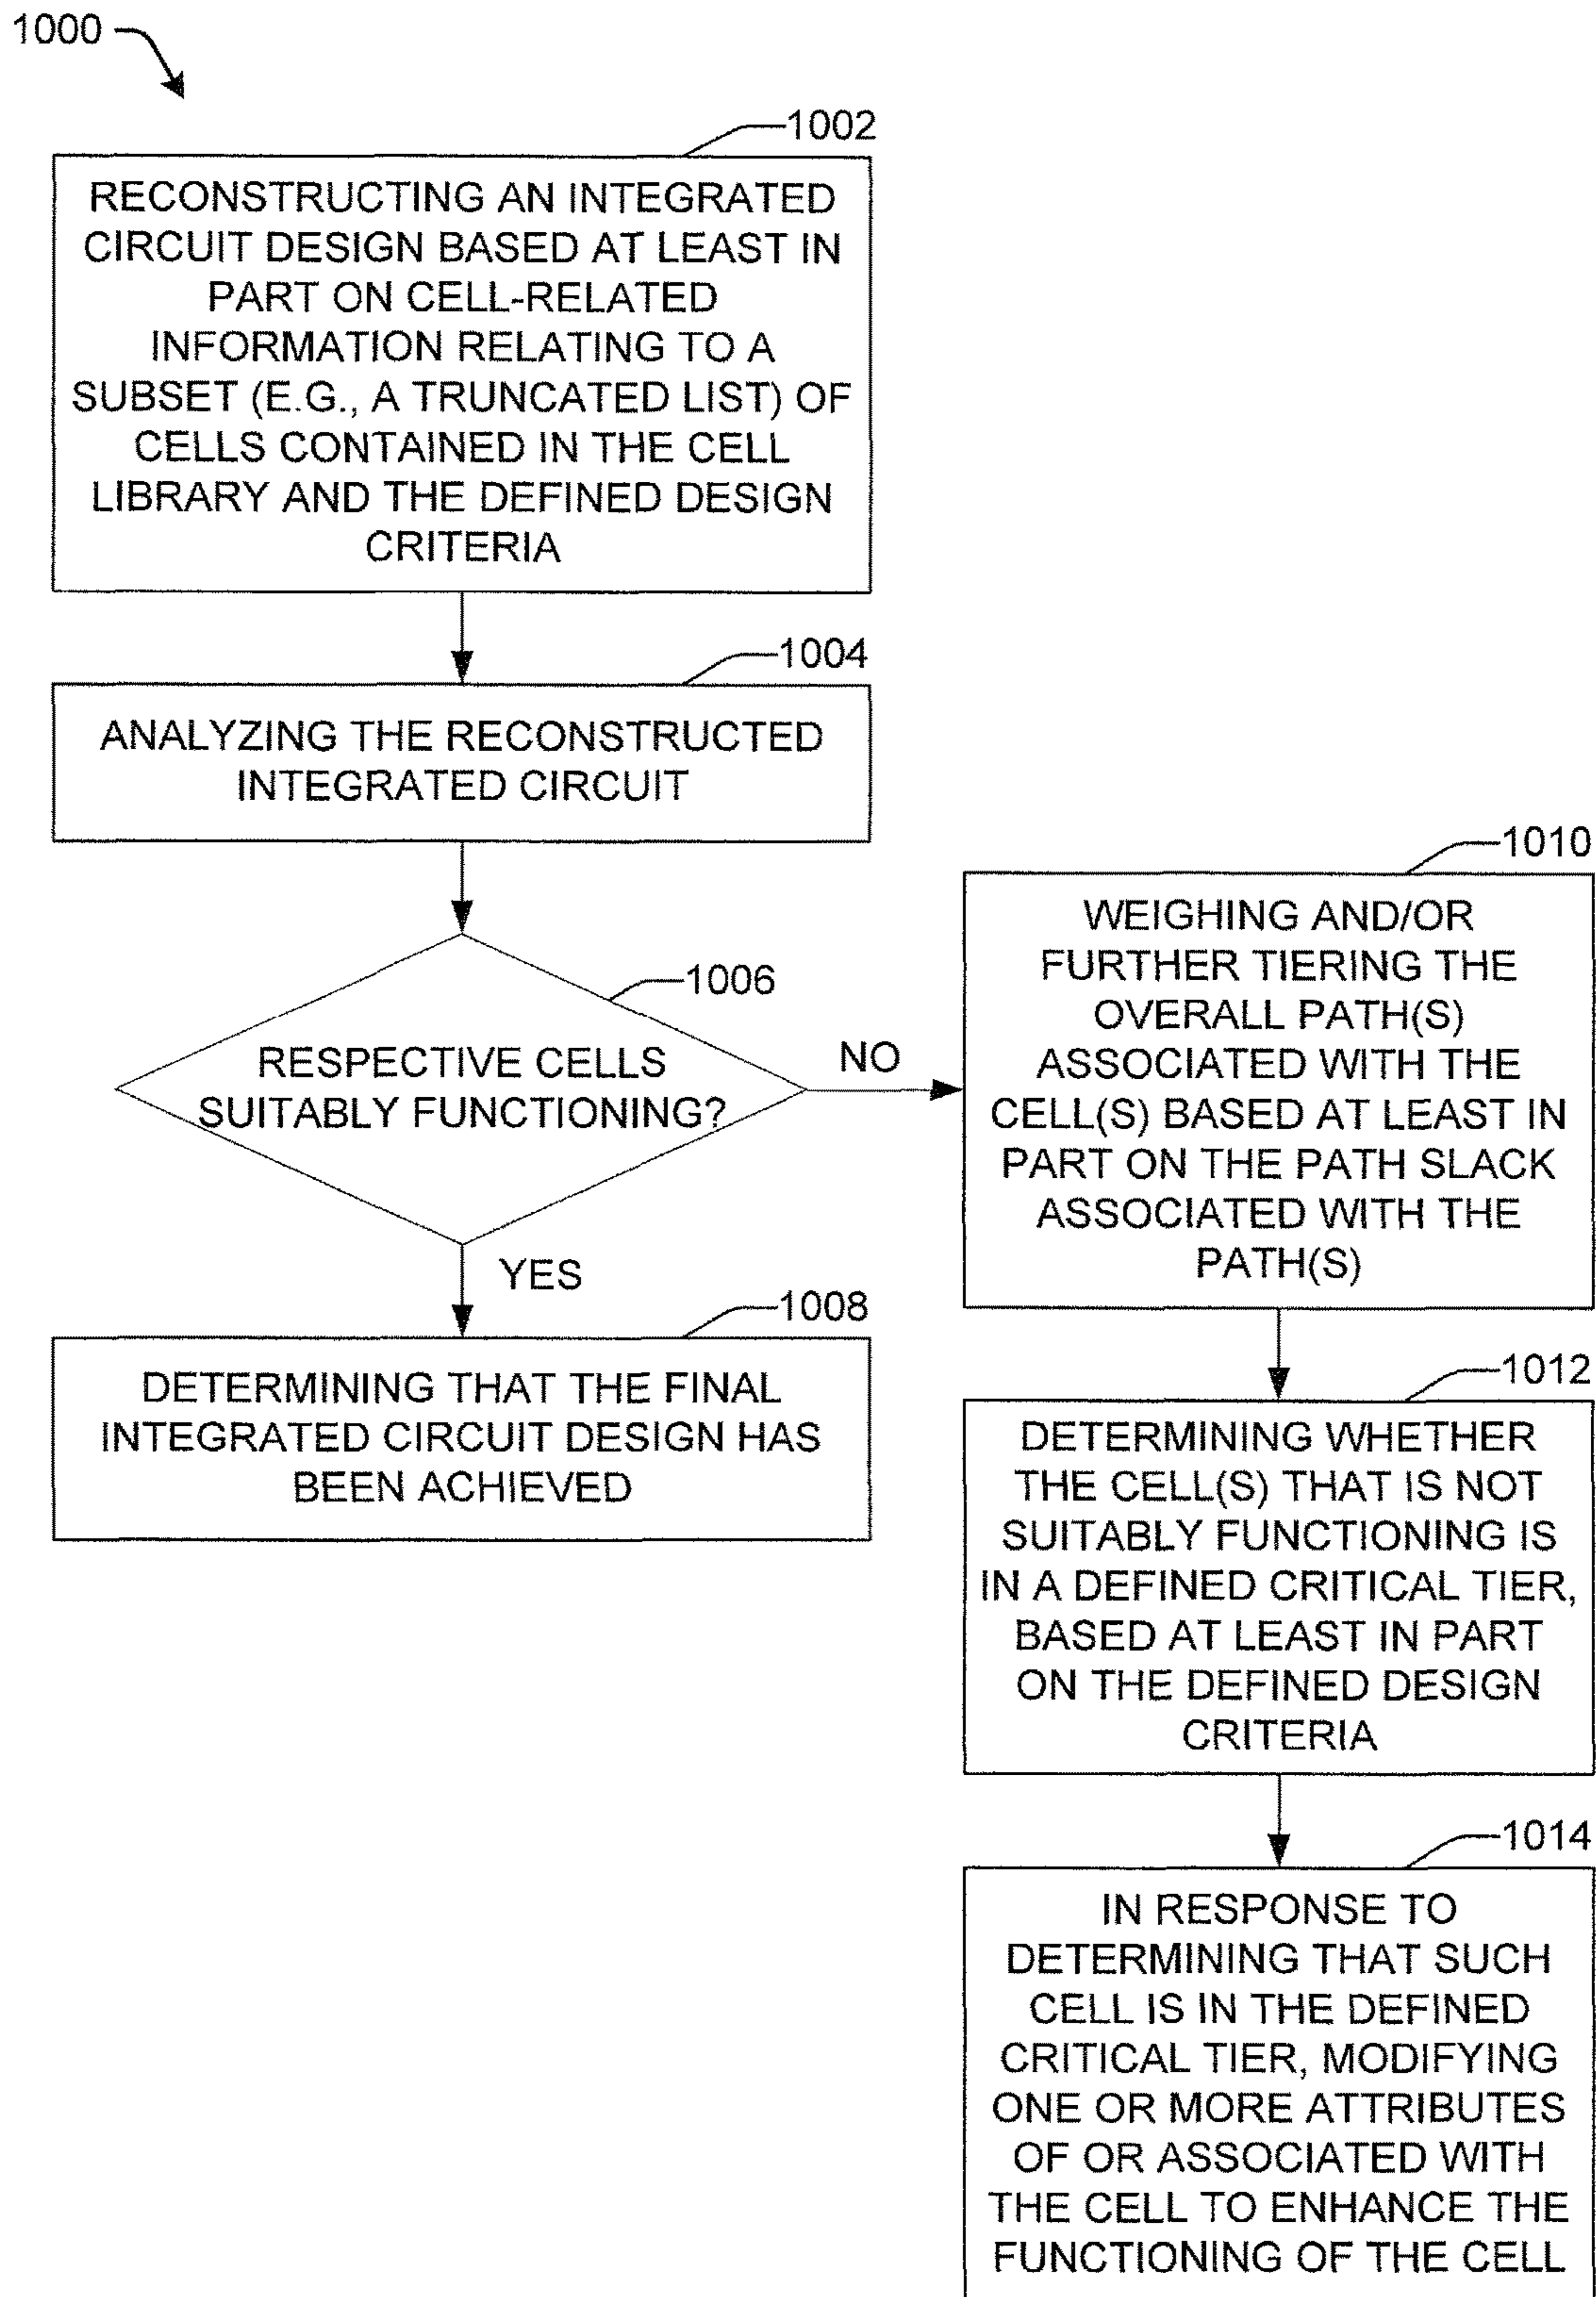 1000
1002
RECONSTRUCTING AN INTEGRATED
CIRCUIT DESIGN BASED AT LEAST IN
PART ON CELL-RELATED
INFORMATION RELATING TO A
SUBSET (E.G., A TRUNCATED LIST) OF
CELLS CONTAINED IN THE CELL
LIBRARY AND THE DEFINED DESIGN
CRITERIA
1004
ANALYZING THE RECONSTRUCTED
INTEGRATED CIRCUIT
1006
RESPECTIVE CELLS
SUITABLY FUNCTIONING?
NO
YES
1008
DETERMINING THAT THE FINAL
INTEGRATED CIRCUIT DESIGN HAS
BEEN ACHIEVED
1010
WEIGHING AND/OR
FURTHER TIERING THE
OVERALL PATH(S)
ASSOCIATED WITH THE
CELL(S) BASED AT LEAST IN
PART ON THE PATH SLACK
ASSOCIATED WITH THE
PATH(S)
1012
DETERMINING WHETHER
THE CELL(S) THAT IS NOT
SUITABLY FUNCTIONING IS
IN A DEFINED CRITICAL TIER,
BASED AT LEAST IN PART
ON THE DEFINED DESIGN
CRITERIA
1014
IN RESPONSE TO
DETERMINING THAT SUCH
CELL IS IN THE DEFINED
CRITICAL TIER, MODIFYING
ONE OR MORE ATTRIBUTES
OF OR ASSOCIATED WITH
THE CELL TO ENHANCE THE
FUNCTIONING OF THE CELL